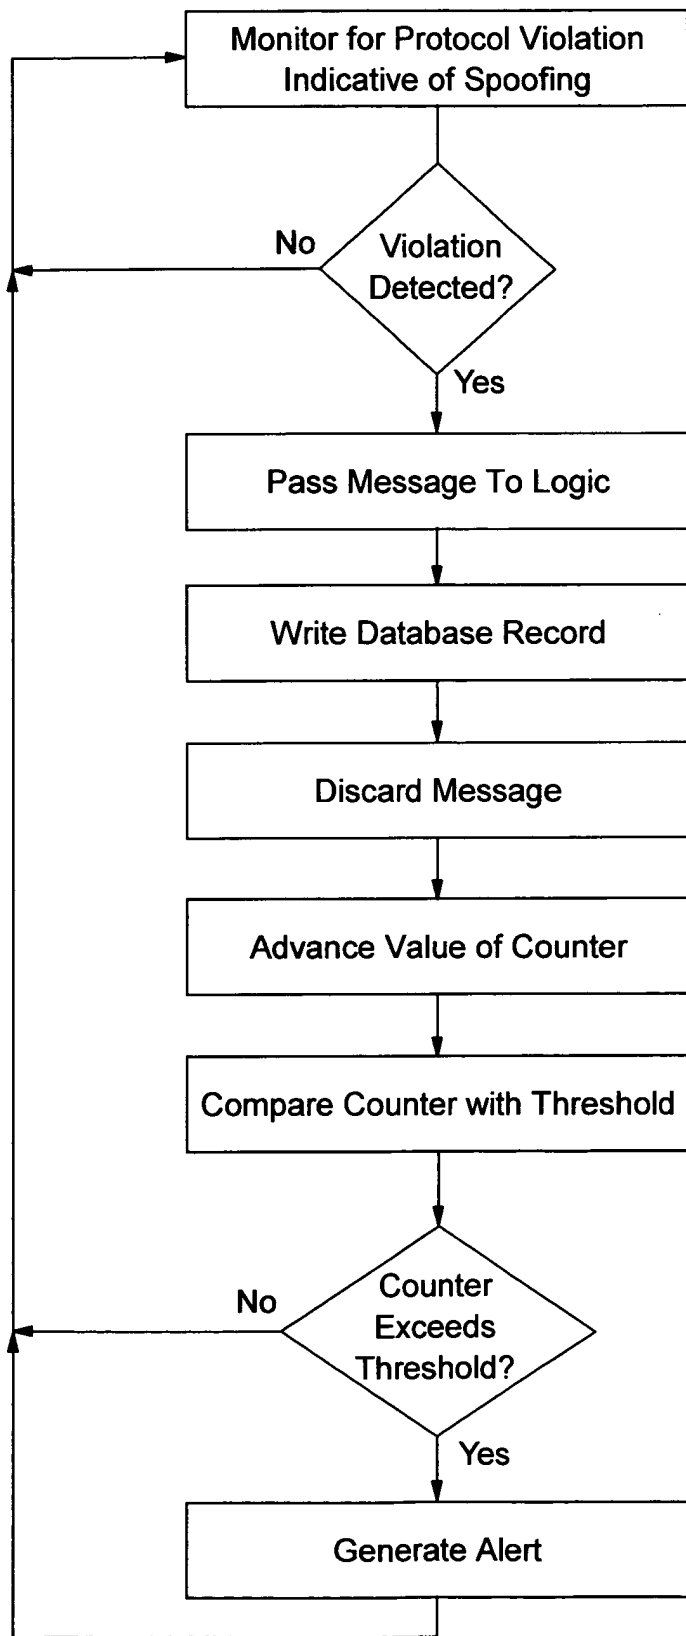 Monitor for Protocol Violation
Indicative of Spoofing
No
Violation
Detected?
Yes
Pass Message To Logic
Write Database Record
Discard Message
Advance Value of Counter
Compare Counter with Threshold
No
Counter
Exceeds
Threshold?
Yes
Generate Alert